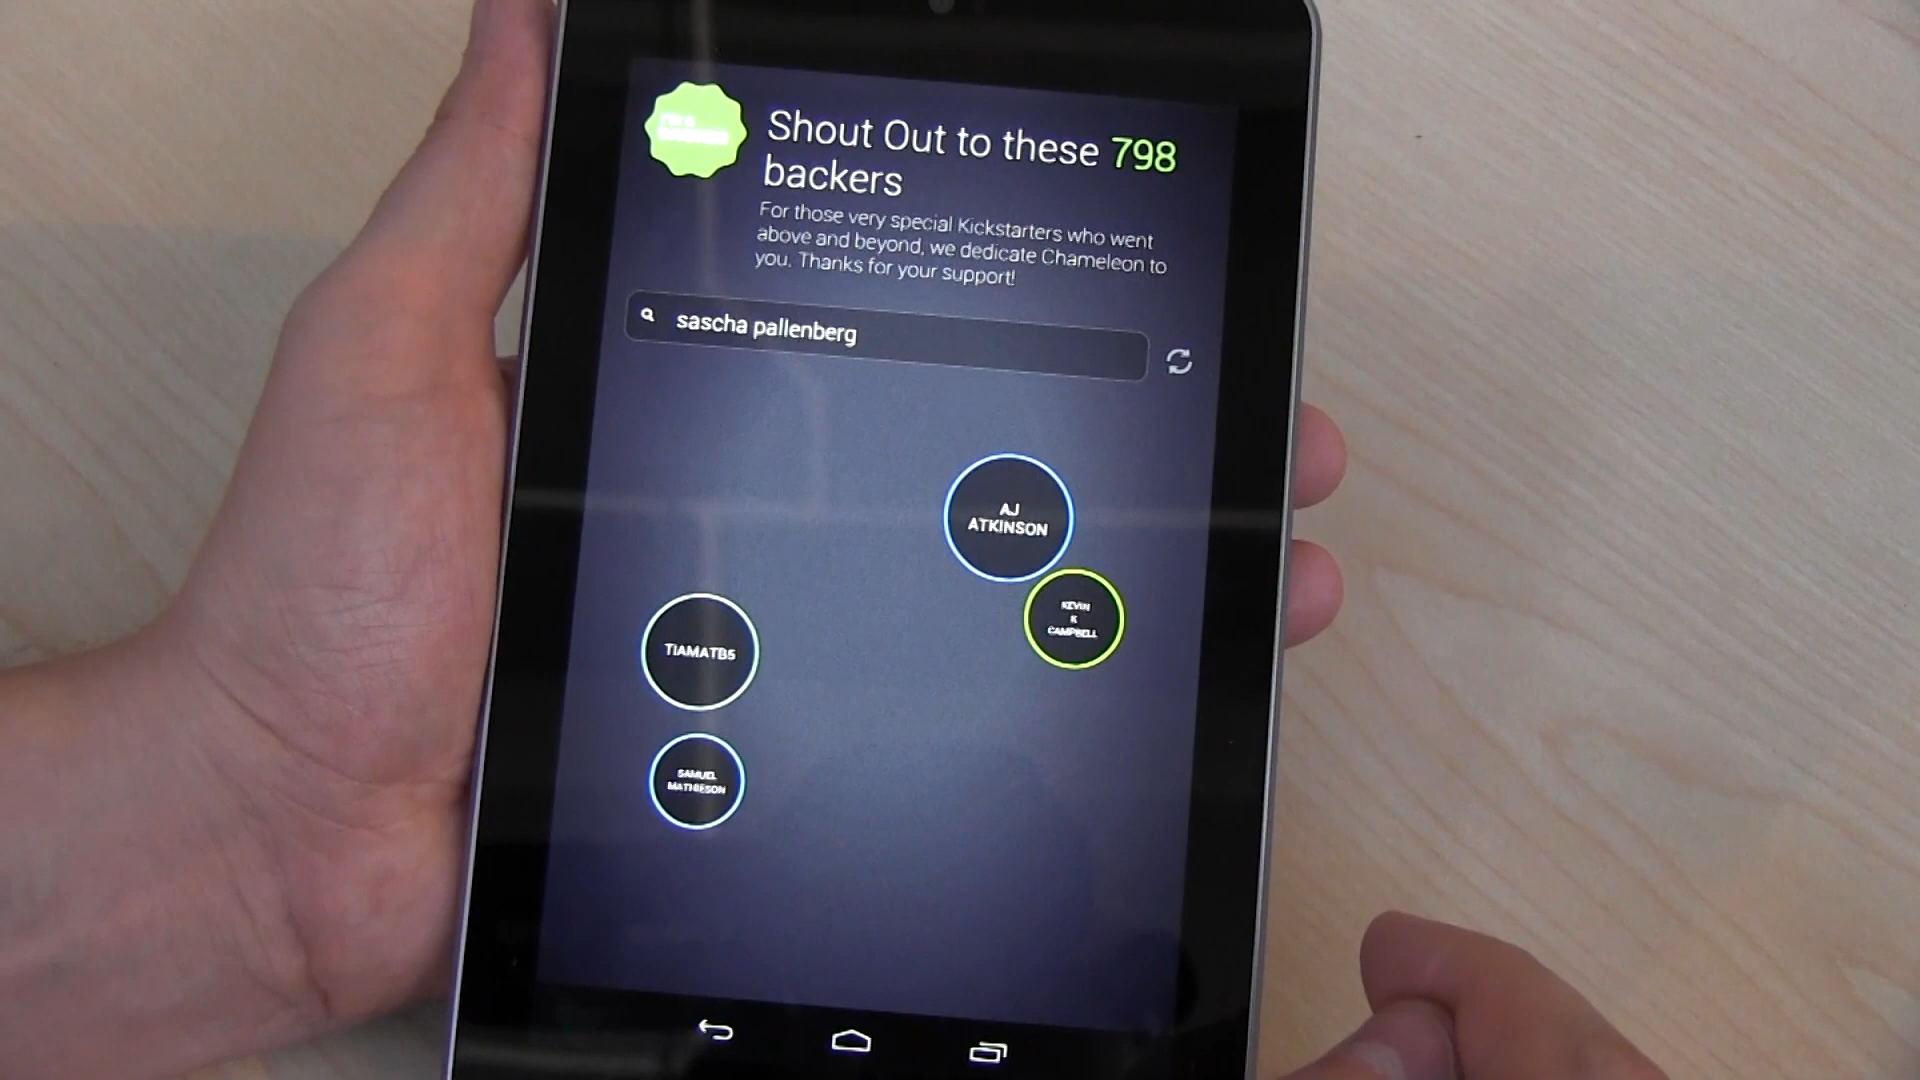 Shout Out to these 798
backers
For those very special Kickstarters who went
above and beyond, we dedicate Chameleon to
you. Thanks for your support!
sascha pallenberg
AJ
ATKINSON
KEVIN
K
CAMPBELL
TIAMATB5
SAMUEL
MATHIESON